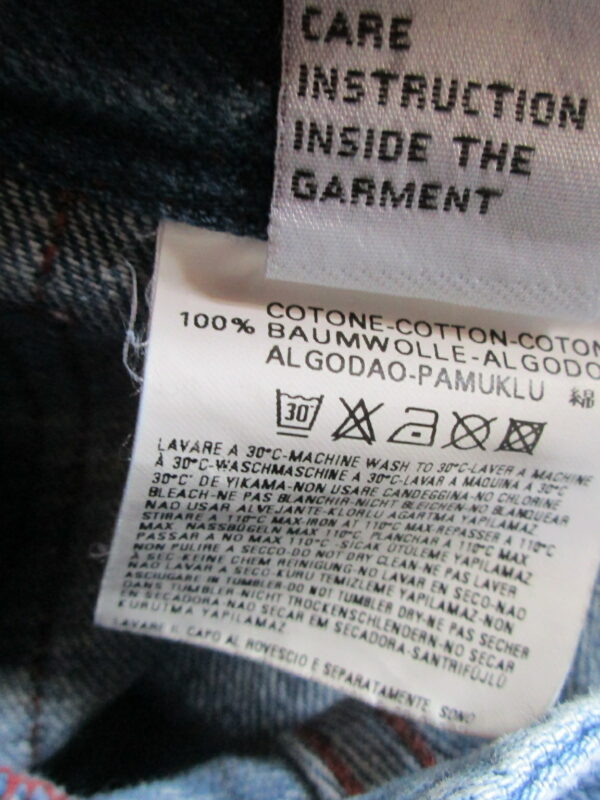 CARE
INSTRUCTION
INSIDE THE
GARMENT
COTONE-COTTON-COTON
100% BAUMWOLLE-ALGODO
ALGODAO-PAMUKLU
30°
LAVARE A 30°C-MACHINE WASH TO 30°C-LAVER A MACHINE
À 30°C-WASCHMASCHINE A 30°C-LAVAR A MAQUINA A 30°C
30°C' DE YIKAMA-NON USARE CANDEGGINA-NO CHLORINE
BLEACH-NE PAS BLANCHIR-NICHT BLEICHEN-NO BLANQUEAR
NAO USAR ALVEJANTE-KLORLU AGARTMA YAPILAMAZ
STIRARE A 110°C MAX-IRON AT 110°C MAX-REPASSER A 110°C
MAX. NASSBÜGELN MAX 110°C. PLANCHAR A 110°C MAX
PASSAR A NO MAX 110°C-SICAK ÜTÜLEME YAPILAMAZ
NON PULIRE A SECCO-DO NOT DRY CLEAN-NE PAS LAVER
À SEC-KEINE CHEM REINIGUNG-NO LAVAR EN SECO-NAO
LAVAR A SECO-KURU TEMIZLEME YAPILAMAZ-NON
ASCIUGARE IN TUMBLER-DO NOT TUMBLER DRY-NE PAS SECHER
DANS TUMBLER-NICHT TROCKENSCHLENDERN-NO SECAR
EN SECADORA-NAO SECAR EM SECADORA-SANTRIFÜJLÜ
KURUTMA YAPILAMAZ
LAVARE IL CAPO AL ROVESCIO E SEPARATAMENTE